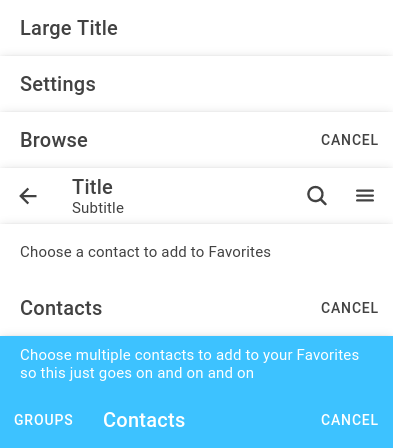 Large Title
Settings
Browse CANCEL
Title
Subtitle
Choose a contact to add to Favorites
Contacts CANCEL
Choose multiple contacts to add to your Favorites
so this just goes on and on and on
GROUPS Contacts CANCEL